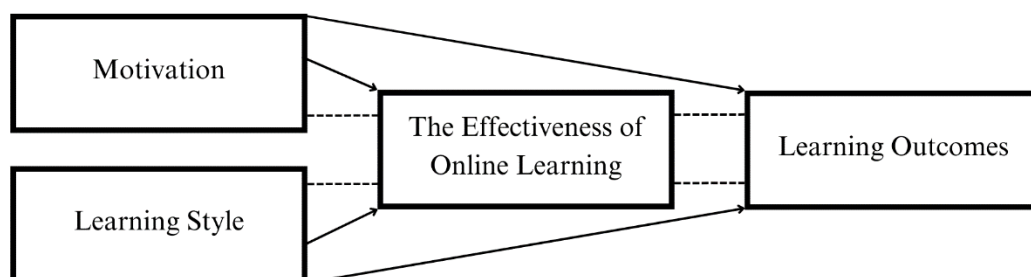 Motivation
The Effectiveness of
Online Learning
Learning Outcomes
Learning Style